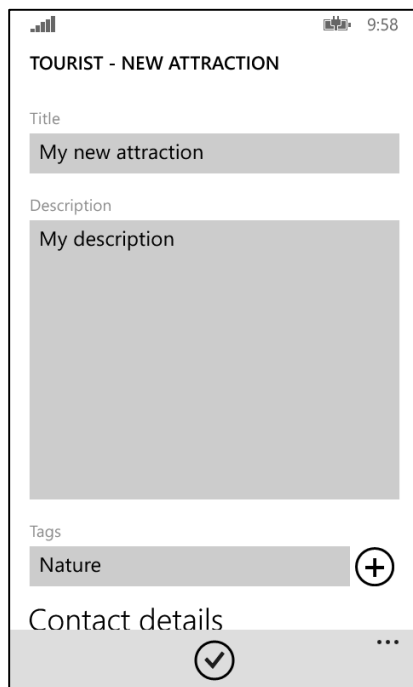 9:58
TOURIST - NEW ATTRACTION
Title
My new attraction
Description
My description
Tags
Nature
Contact details